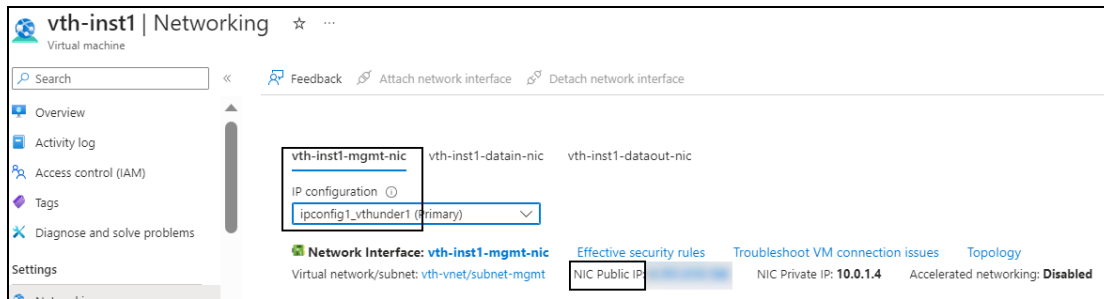 vth-inst1 | Networking ☆ ···
Virtual machine
Search «
Feedback Attach network interface Detach network interface
Overview
Activity log
Access control (IAM)
Tags
Diagnose and solve problems
Settings
Networking
vth-inst1-mgmt-nic vth-inst1-datain-nic vth-inst1-dataout-nic
IP configuration
ipconfig1_vthunder1 (Primary)
Network Interface: vth-inst1-mgmt-nic Effective security rules Troubleshoot VM connection issues Topology
Virtual network/subnet: vth-vnet/subnet-mgmt NIC Public IP: NIC Private IP: 10.0.1.4 Accelerated networking: Disabled